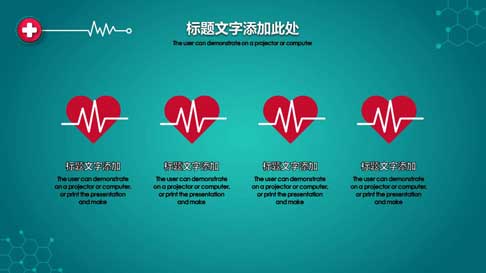 标题文字添加此处
The user can demonstrate on a projector or computer
标题文字添加
The user can demonstrate
on a projector or computer,
or print the presentation
and make
标题文字添加
The user can demonstrate
on a projector or computer,
or print the presentation
and make
标题文字添加
The user can demonstrate
on a projector or computer,
or print the presentation
and make
标题文字添加
The user can demonstrate
on a projector or computer,
or print the presentation
and make